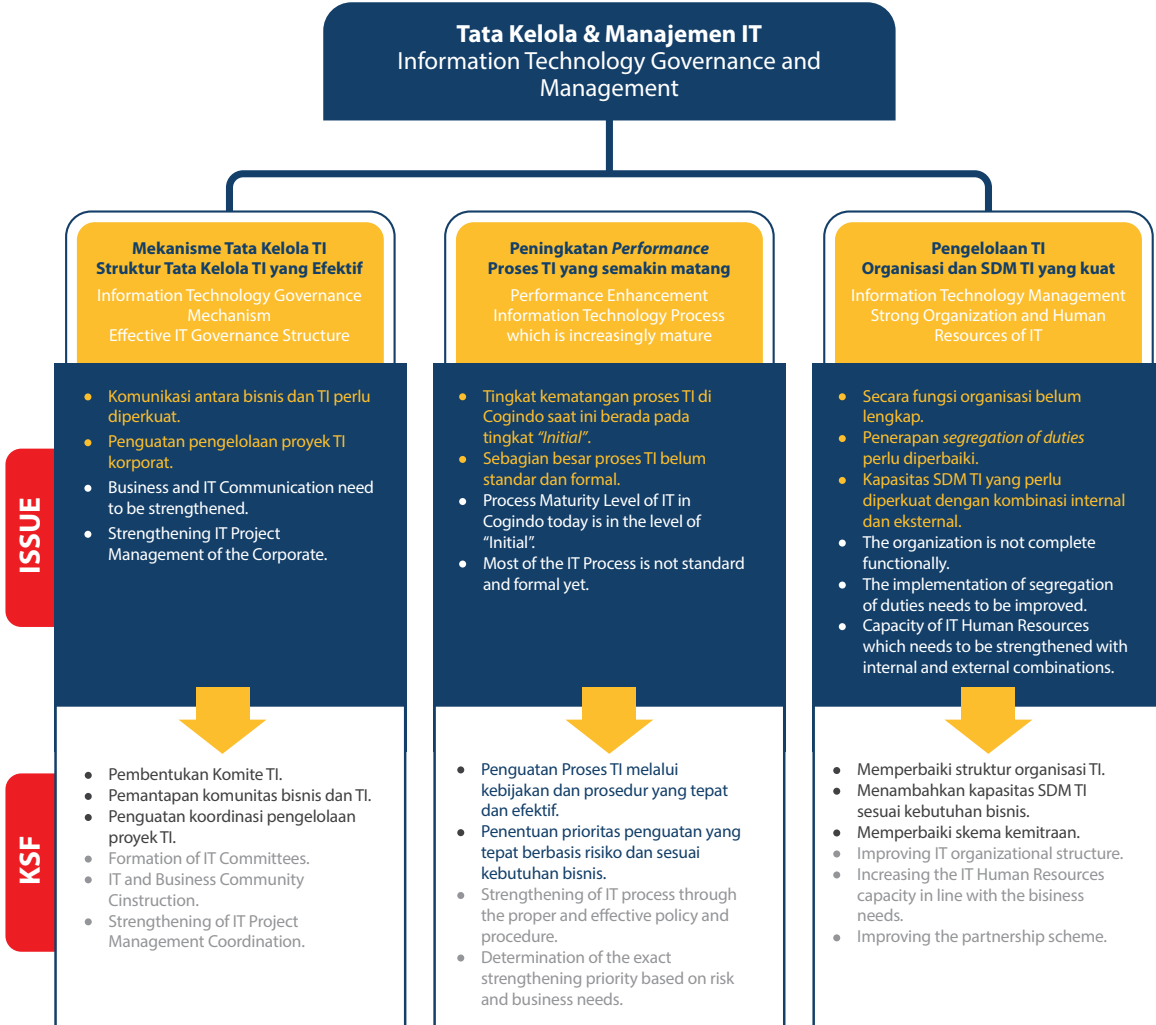 Tata Kelola & Manajemen IT
Information Technology Governance and
Management
Mekanisme Tata Kelola TI
Struktur Tata Kelola TI yang Efektif
Information Technology Governance
Mechanism
Effective IT Governance Structure
Peningkatan Performance
Proses TI yang semakin matang
Performance Enhancement
Information Technology Process
which is increasingly mature
Pengelolaan TI
Organisasi dan SDM TI yang kuat
Information Technology Management
Strong Organization and Human
Resources of IT
ISSUE
● Komunikasi antara bisnis dan TI perlu
diperkuat.
● Penguatan pengelolaan proyek TI
korporat.
● Business and IT Communication need
to be strengthened.
● Strengthening IT Project
Management of the Corporate.
● Tingkat kematangan proses TI di
Cogindo saat ini berada pada
tingkat “Initial”.
● Sebagian besar proses TI belum
standar dan formal.
● Process Maturity Level of IT in
Cogindo today is in the level of
“Initial”.
● Most of the IT Process is not standard
and formal yet.
● Secara fungsi organisasi belum
lengkap.
● Penerapan segregation of duties
perlu diperbaiki.
● Kapasitas SDM TI yang perlu
diperkuat dengan kombinasi internal
dan eksternal.
● The organization is not complete
functionally.
● The implementation of segregation
of duties needs to be improved.
● Capacity of IT Human Resources
which needs to be strengthened with
internal and external combinations.
KSF
● Pembentukan Komite TI.
● Pemantapan komunitas bisnis dan TI.
● Penguatan koordinasi pengelolaan
proyek TI.
● Formation of IT Committees.
● IT and Business Community
Cinstruction.
● Strengthening of IT Project
Management Coordination.
● Penguatan Proses TI melalui
kebijakan dan prosedur yang tepat
dan efektif.
● Penentuan prioritas penguatan yang
tepat berbasis risiko dan sesuai
kebutuhan bisnis.
● Strengthening of IT process through
the proper and effective policy and
procedure.
● Determination of the exact
strengthening priority based on risk
and business needs.
● Memperbaiki struktur organisasi TI.
● Menambahkan kapasitas SDM TI
sesuai kebutuhan bisnis.
● Memperbaiki skema kemitraan.
● Improving IT organizational structure.
● Increasing the IT Human Resources
capacity in line with the bisiness
needs.
● Improving the partnership scheme.